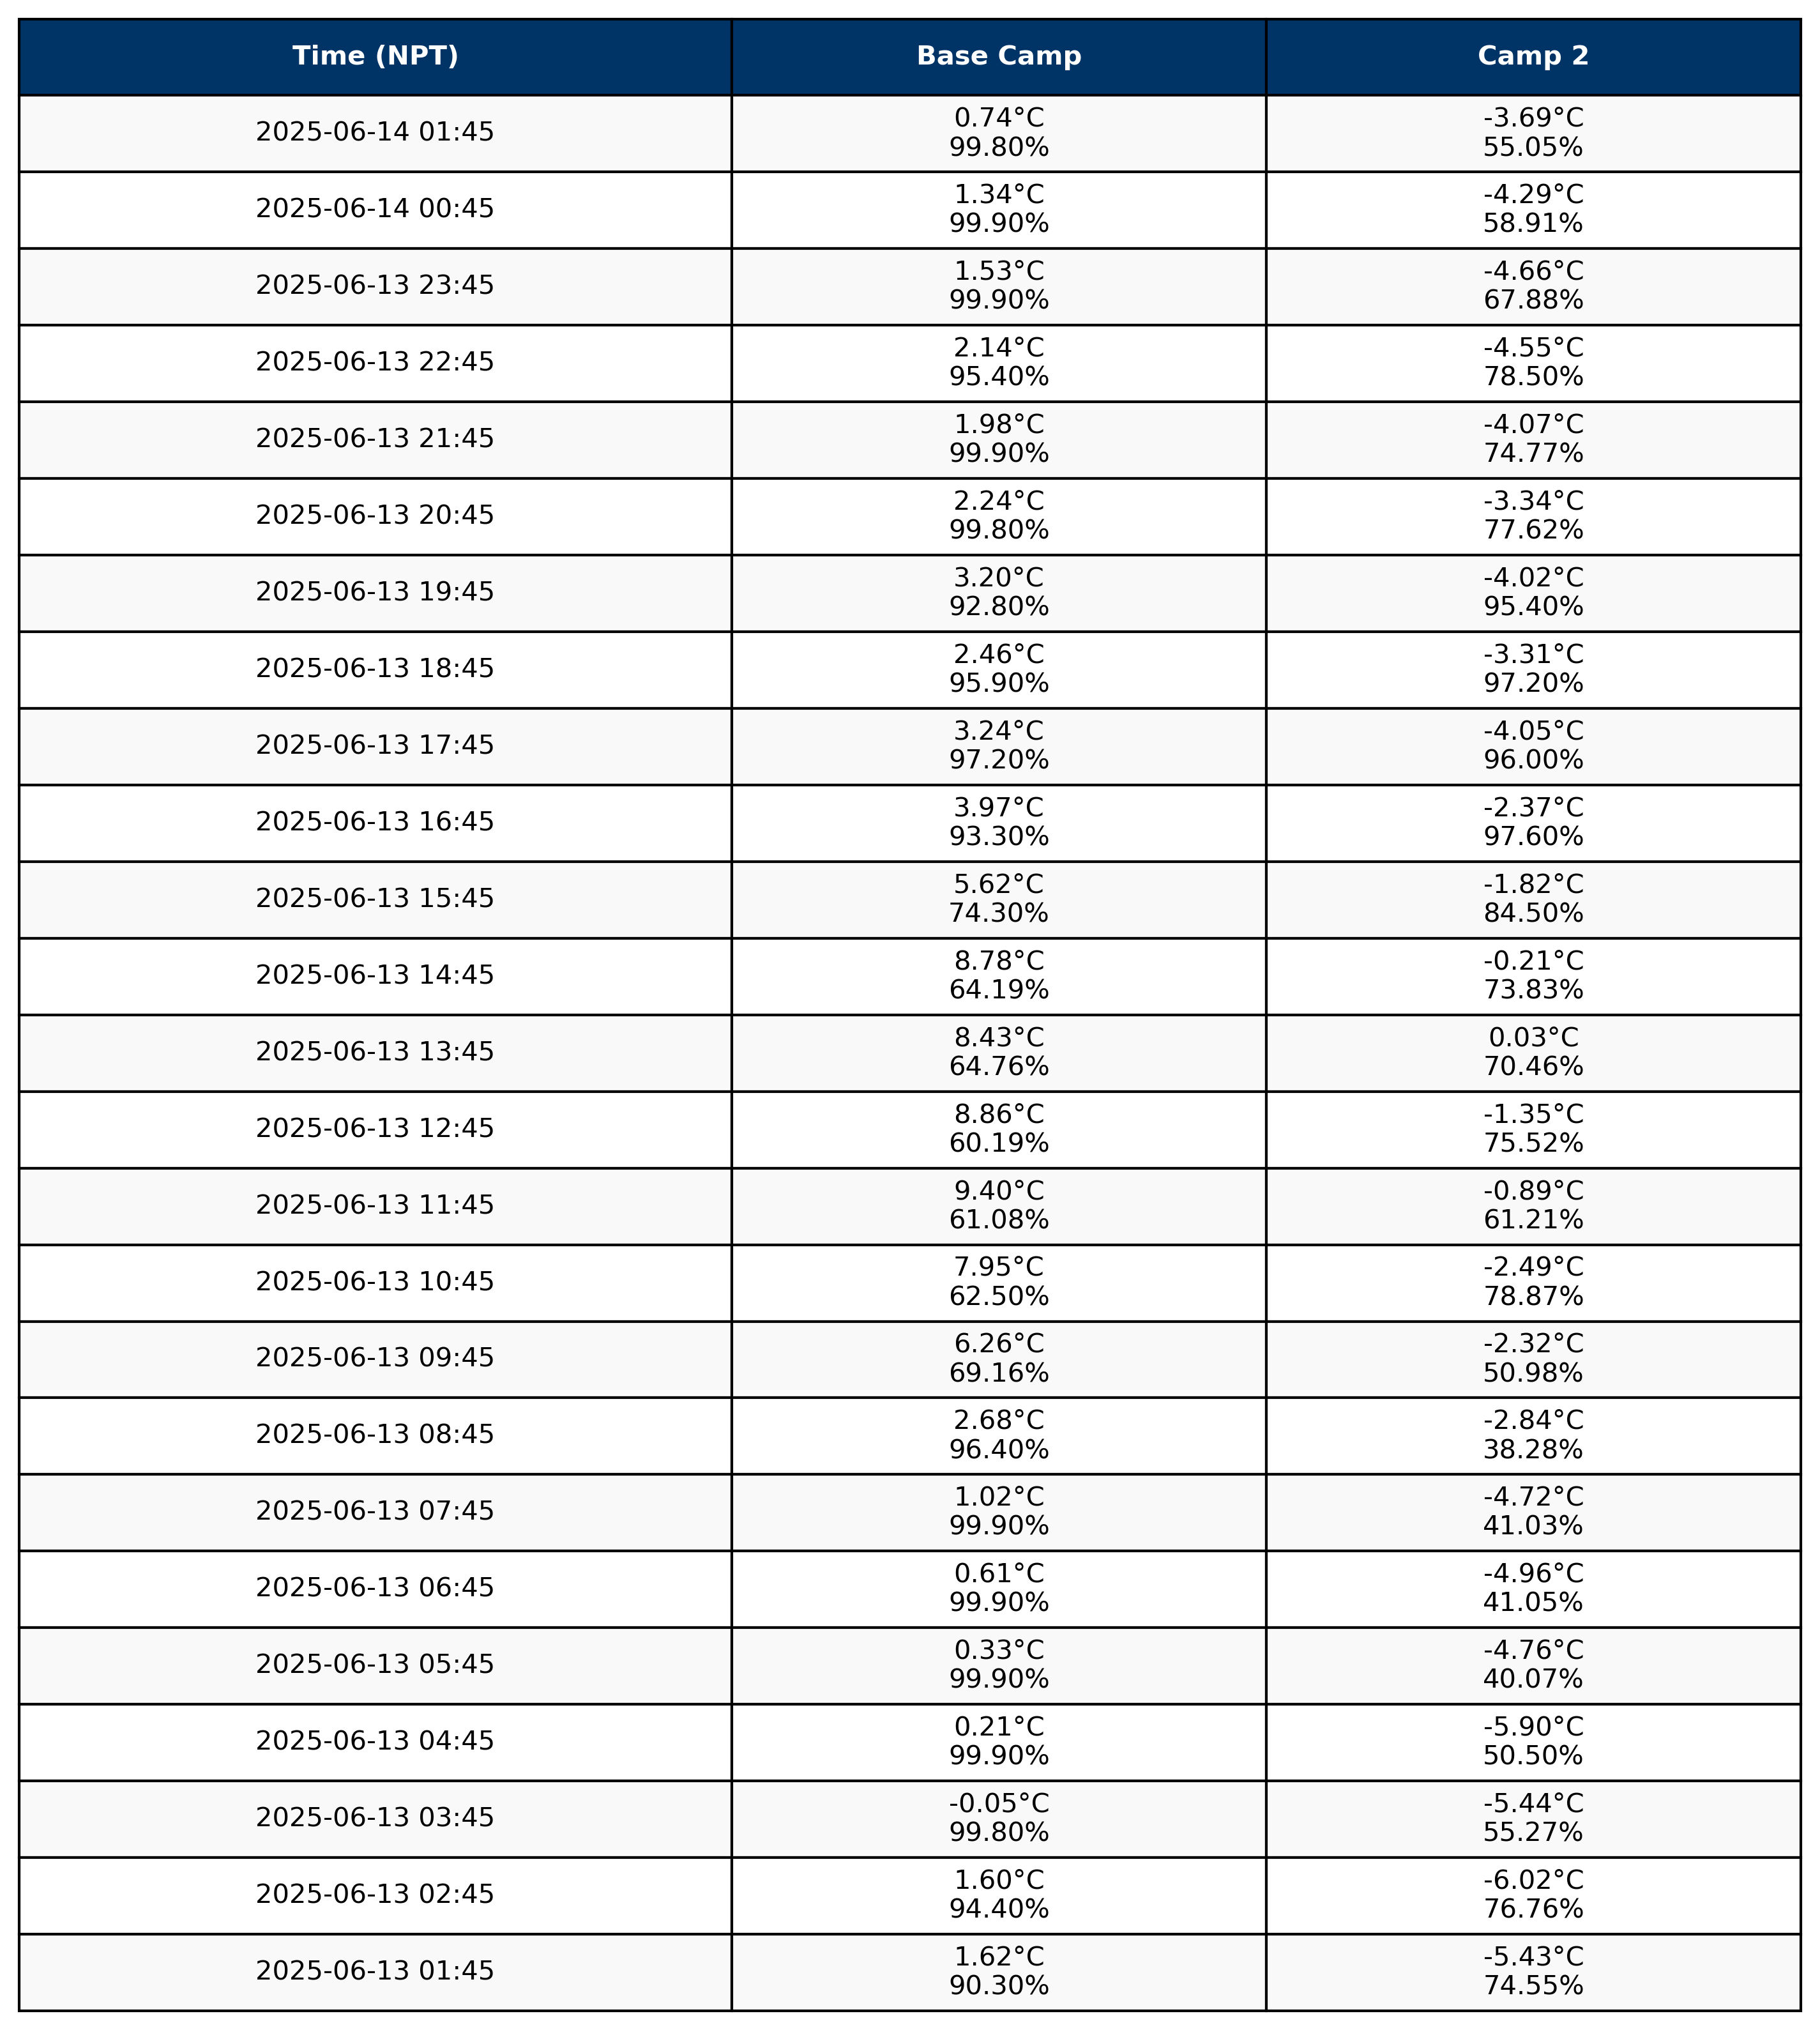 Time (NPT) Base Camp Camp 2
2025-06-14 01:45 0.74°C -3.69°C
99.80% 55.05%
2025-06-14 00:45 1.34°C -4.29°C
99.90% 58.91%
2025-06-13 23:45 1.53°C -4.66°C
99.90% 67.88%
2025-06-13 22:45 2.14°C -4.55°C
95.40% 78.50%
2025-06-13 21:45 1.98°C -4.07°C
99.90% 74.77%
2025-06-13 20:45 2.24°C -3.34°C
99.80% 77.62%
2025-06-13 19:45 3.20°C -4.02°C
92.80% 95.40%
2025-06-13 18:45 2.46°C -3.31°C
95.90% 97.20%
2025-06-13 17:45 3.24°C -4.05°C
97.20% 96.00%
2025-06-13 16:45 3.97°C -2.37°C
93.30% 97.60%
2025-06-13 15:45 5.62°C -1.82°C
74.30% 84.50%
2025-06-13 14:45 8.78°C -0.21°C
64.19% 73.83%
2025-06-13 13:45 8.43°C 0.03°C
64.76% 70.46%
2025-06-13 12:45 8.86°C -1.35°C
60.19% 75.52%
2025-06-13 11:45 9.40°C -0.89°C
61.08% 61.21%
2025-06-13 10:45 7.95°C -2.49°C
62.50% 78.87%
2025-06-13 09:45 6.26°C -2.32°C
69.16% 50.98%
2025-06-13 08:45 2.68°C -2.84°C
96.40% 38.28%
2025-06-13 07:45 1.02°C -4.72°C
99.90% 41.03%
2025-06-13 06:45 0.61°C -4.96°C
99.90% 41.05%
2025-06-13 05:45 0.33°C -4.76°C
99.90% 40.07%
2025-06-13 04:45 0.21°C -5.90°C
99.90% 50.50%
2025-06-13 03:45 -0.05°C -5.44°C
99.80% 55.27%
2025-06-13 02:45 1.60°C -6.02°C
94.40% 76.76%
2025-06-13 01:45 1.62°C -5.43°C
90.30% 74.55%